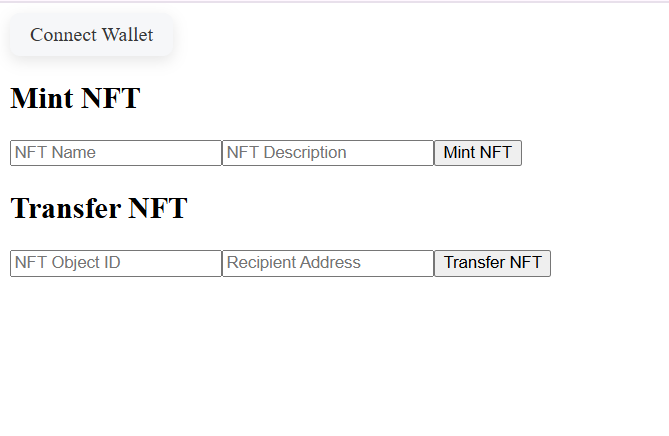 Connect Wallet
Mint NFT
NFT Name NFT Description Mint NFT
Transfer NFT
NFT Object ID Recipient Address Transfer NFT